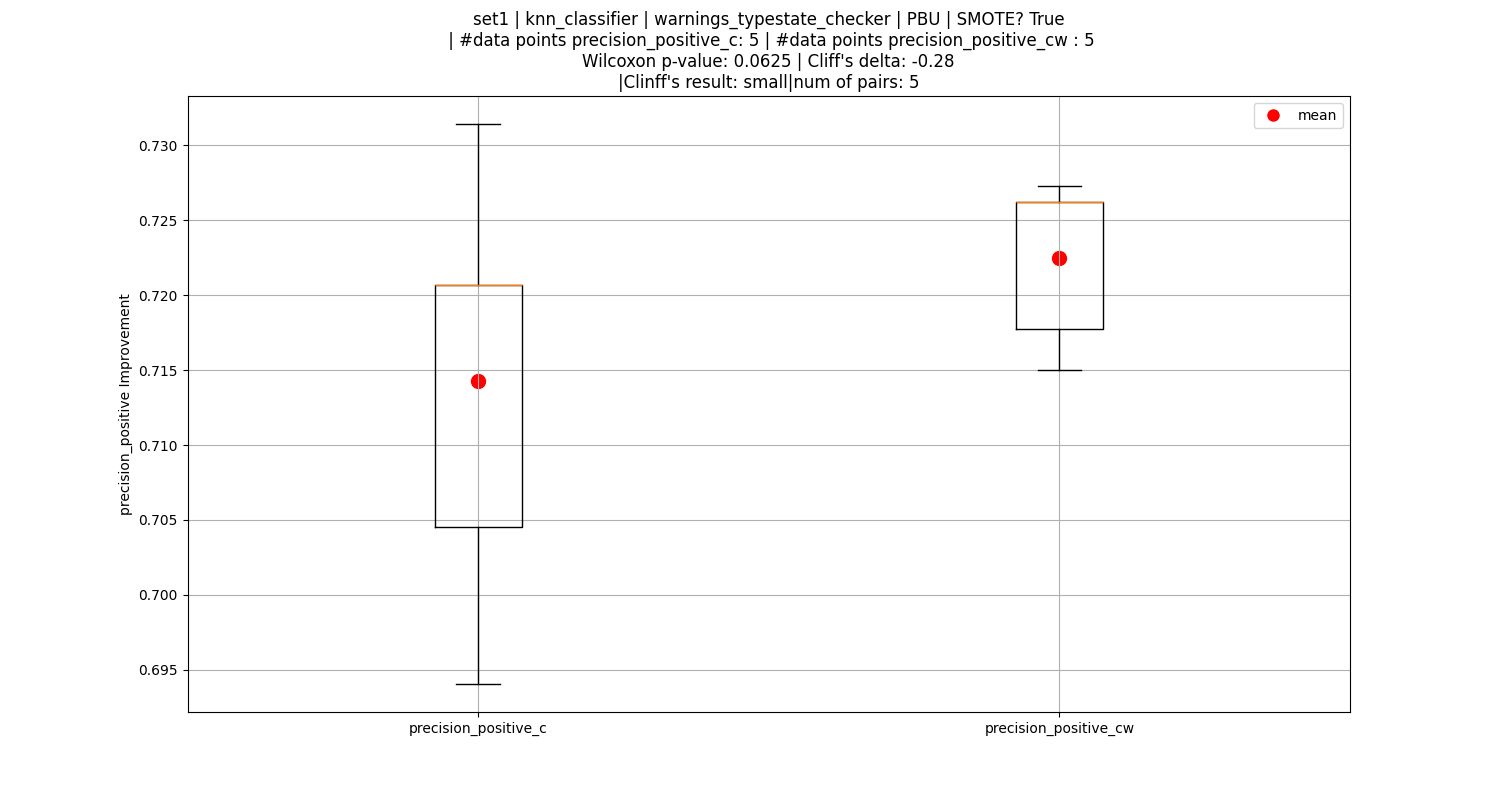 set1 | knn_classifier | warnings_typestate_checker | PBU | SMOTE? True
| #data points precision_positive_c: 5 | #data points precision_positive_cw : 5
Wilcoxon p-value: 0.0625 | Cliff's delta: -0.28
|Clinff's result: small|num of pairs: 5
mean
0.730
0.725
0.720
0.715
0.710
0.705
0.700
0.695
precision_positive Improvement
precision_positive_c
precision_positive_cw